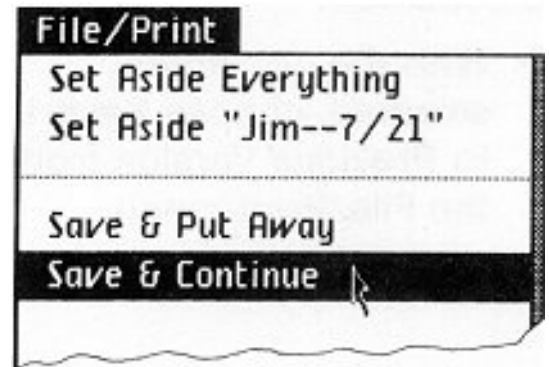 File/Print
Set Aside Everything
Set Aside "Jim--7/21"
Save & Put Away
Save & Continue